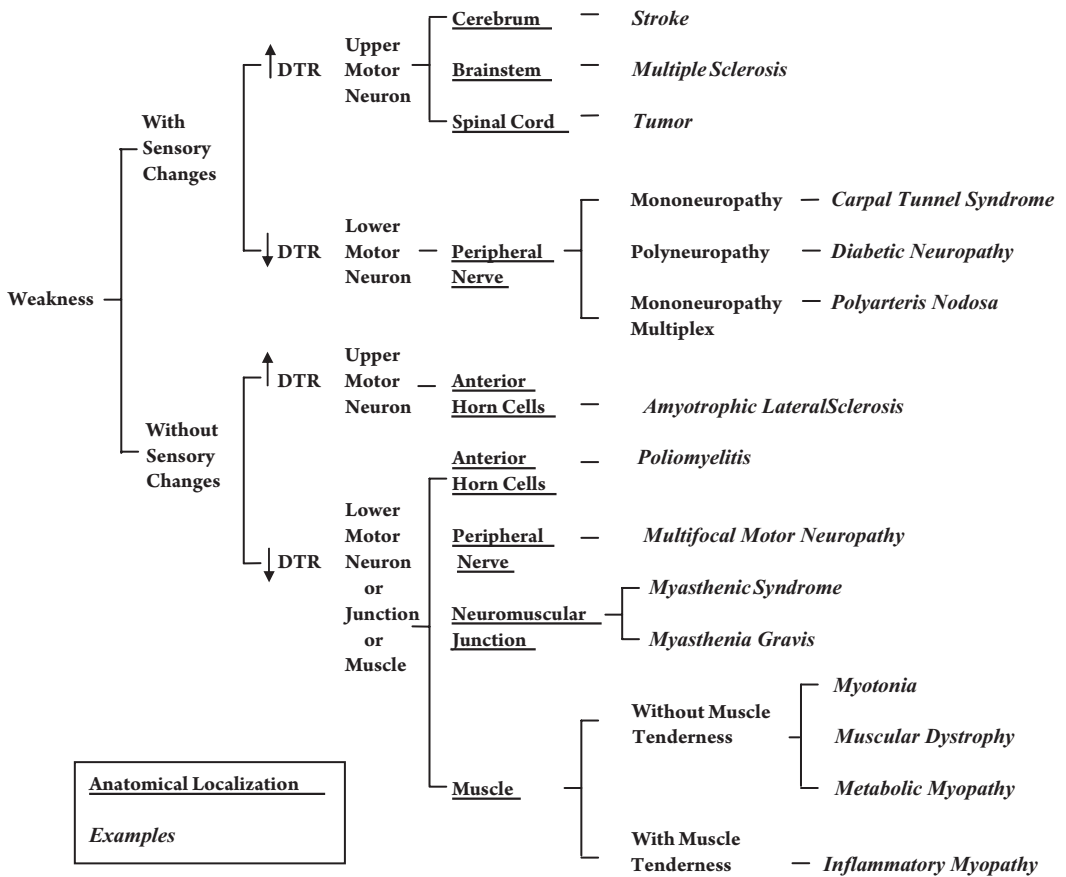 Weakness
With
Sensory
Changes
DTR
Upper
Motor
Neuron
Cerebrum
Stroke
Brainstem
Multiple Sclerosis
Spinal Cord
Tumor
DTR
Lower
Motor
Neuron
Peripheral
Nerve
Mononeuropathy
Carpal Tunnel Syndrome
Polyneuropathy
Diabetic Neuropathy
Mononeuropathy
Multiplex
Polyarteris Nodosa
Without
Sensory
Changes
DTR
Upper
Motor
Neuron
Anterior
Horn Cells
Amyotrophic LateralSclerosis
DTR
Lower
Motor
Neuron
or
Junction
or
Muscle
Anterior
Horn Cells
Poliomyelitis
Peripheral
Nerve
Multifocal Motor Neuropathy
Neuromuscular
Junction
Myasthenic Syndrome
Myasthenia Gravis
Muscle
Without Muscle
Tenderness
Myotonia
Muscular Dystrophy
Metabolic Myopathy
With Muscle
Tenderness
Inflammatory Myopathy
Anatomical Localization
Examples